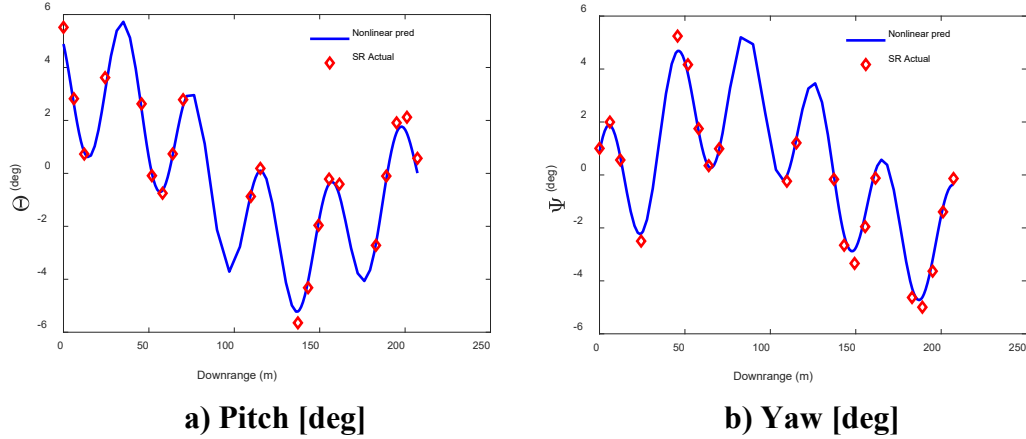 6
Nonlinear pred
SR Actual
4
2
0
-2
-4
-6
Θ (deg)
0 50 100 150 200 250
Downrange (m)
a) Pitch [deg]
6
Nonlinear pred
SR Actual
4
2
0
-2
-4
-6
Ψ (deg)
0 50 100 150 200 250
Downrange (m)
b) Yaw [deg]